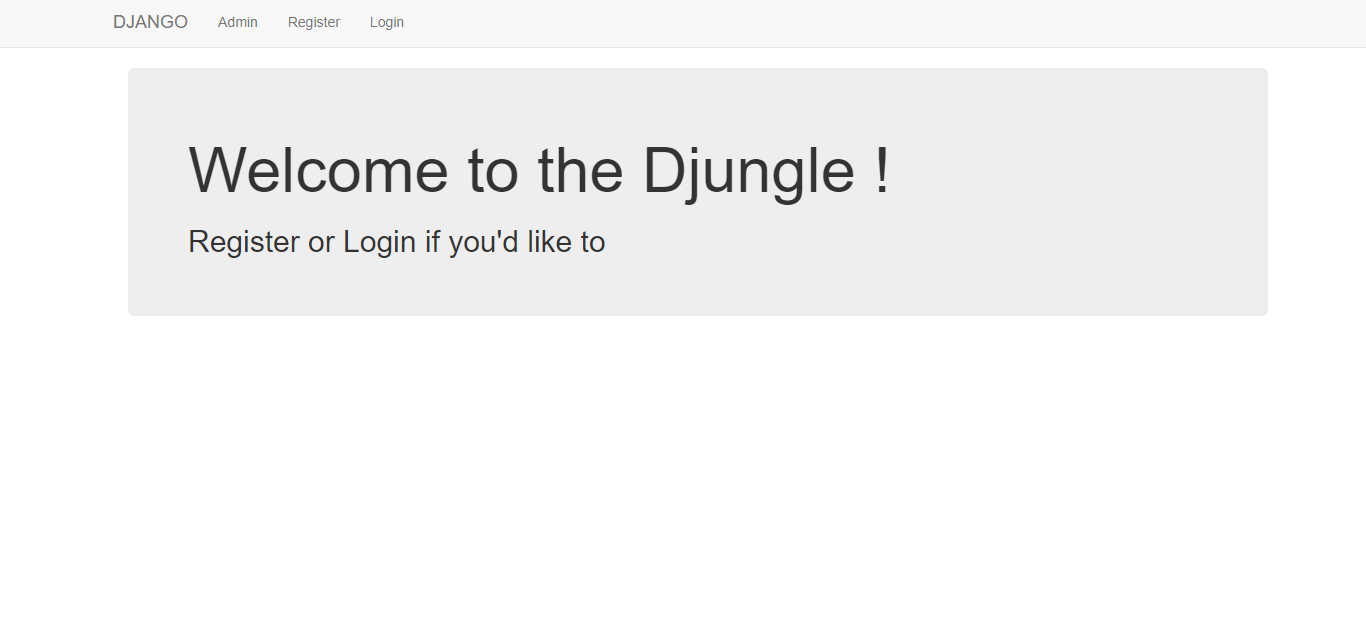 DJANGO Admin Register Login
Welcome to the Djungle !
Register or Login if you'd like to